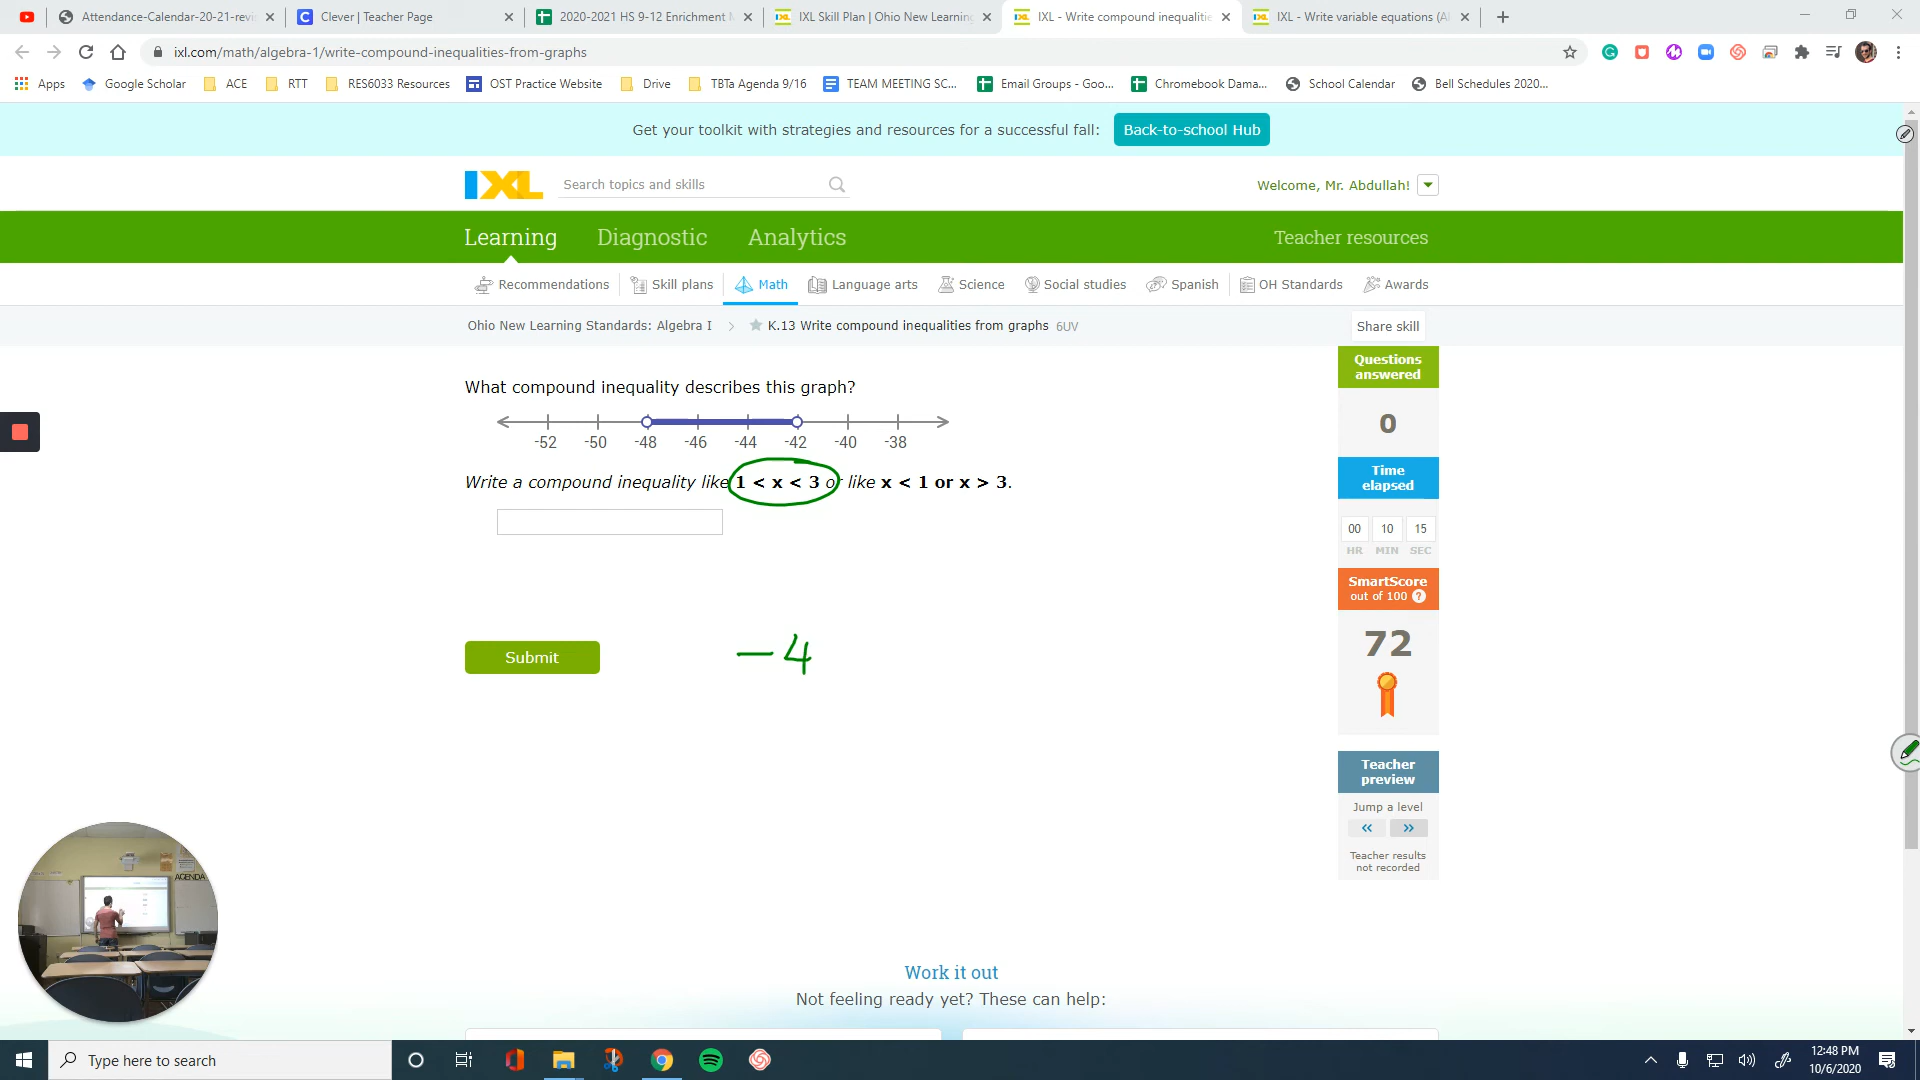 Attendance-Calendar-20-21-revi
Clever | Teacher Page
2020-2021 HS 9-12 Enrichment M
IXL Skill Plan | Ohio New Learning
IXL - Write compound inequalitie
IXL - Write variable equations (Al
ixl.com/math/algebra-1/write-compound-inequalities-from-graphs
Apps
Google Scholar
ACE
RTT
RES6033 Resources
OST Practice Website
Drive
TBTa Agenda 9/16
TEAM MEETING SC...
Email Groups - Goo...
Chromebook Dama...
School Calendar
Bell Schedules 2020...
Get your toolkit with strategies and resources for a successful fall:
Back-to-school Hub
IXL
Search topics and skills
Welcome, Mr. Abdullah!
Learning
Diagnostic
Analytics
Teacher resources
Recommendations
Skill plans
Math
Language arts
Science
Social studies
Spanish
OH Standards
Awards
Ohio New Learning Standards: Algebra I
K.13 Write compound inequalities from graphs 6UV
Share skill
What compound inequality describes this graph?
-52 -50 -48 -46 -44 -42 -40 -38
Write a compound inequality like 1 < x < 3 or like x < 1 or x > 3.
Submit
- 4
Questions
answered
0
Time
elapsed
00 10 15
HR MIN SEC
SmartScore
out of 100 ?
72
Teacher
preview
Jump a level
<< >>
Teacher results
not recorded
AGENDA
Work it out
Not feeling ready yet? These can help:
Type here to search
12:48 PM
10/6/2020